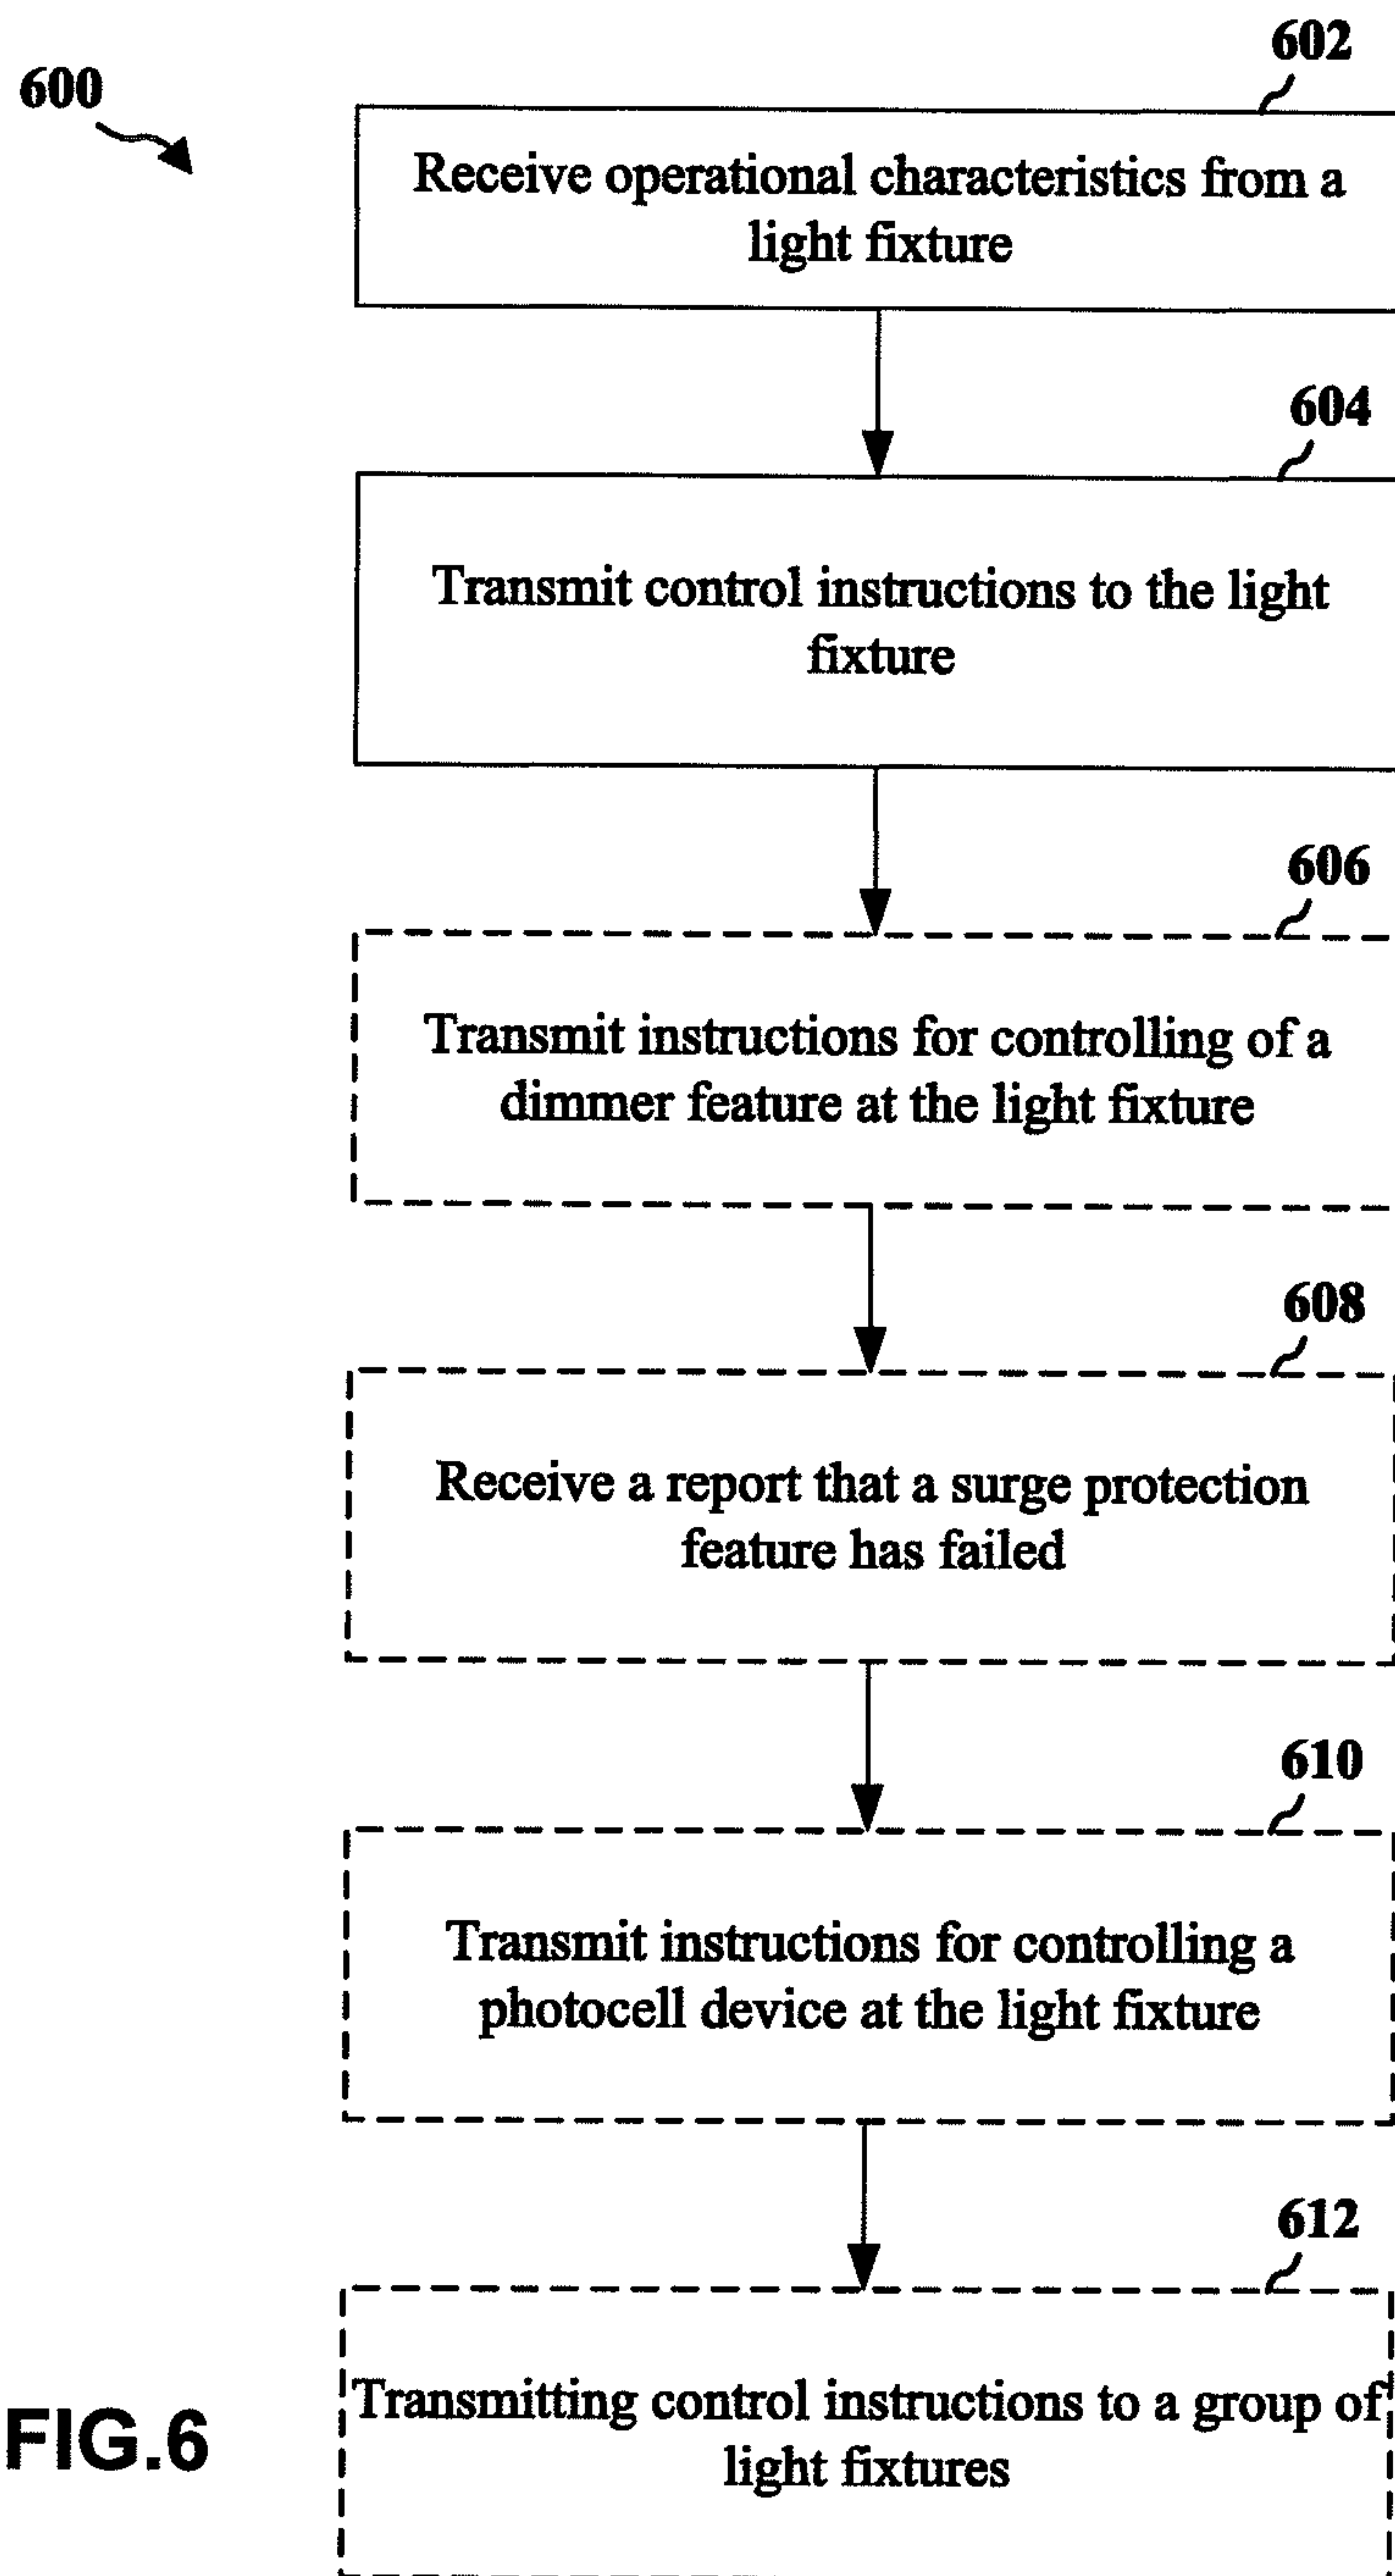 602
600
Receive operational characteristics from a
light fixture
604
Transmit control instructions to the light
fixture
606
Transmit instructions for controlling of a
dimmer feature at the light fixture
608
Receive a report that a surge protection
feature has failed
610
Transmit instructions for controlling a
photocell device at the light fixture
612
Transmitting control instructions to a group of
light fixtures
FIG.6